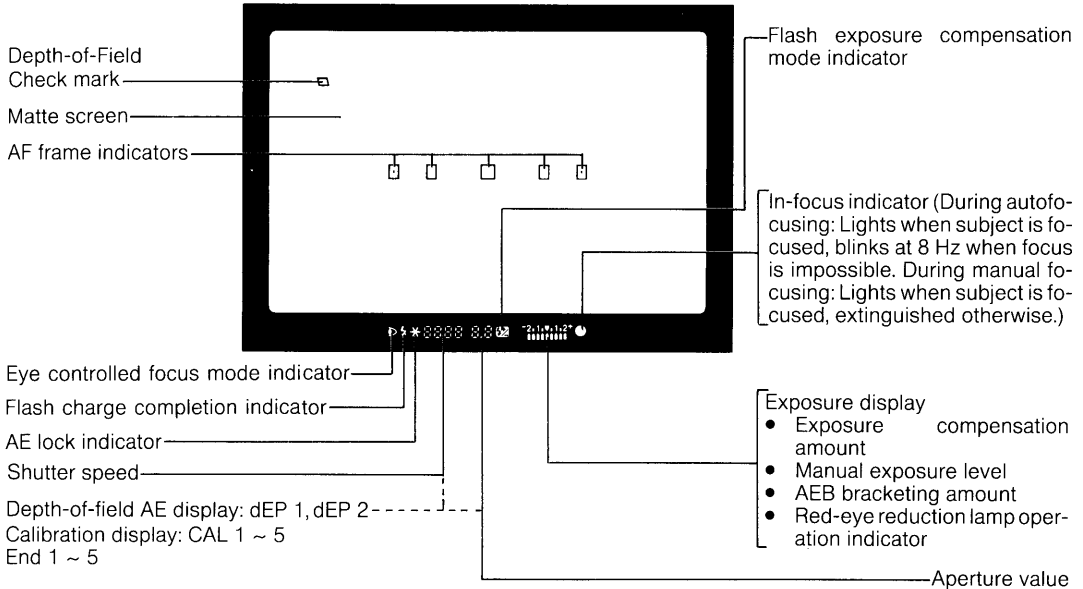 Depth-of-Field
Check mark
Matte screen
AF frame indicators
Flash exposure compensation
mode indicator
In-focus indicator (During autofo-
cusing: Lights when subject is fo-
cused, blinks at 8 Hz when focus
is impossible. During manual fo-
cusing: Lights when subject is fo-
cused, extinguished otherwise.)
-2.1.▼.1.2+
Eye controlled focus mode indicator
Flash charge completion indicator
AE lock indicator
Shutter speed
Depth-of-field AE display: dEP 1, dEP 2
Calibration display: CAL 1 ~ 5
End 1 ~ 5
Exposure display
● Exposure compensation
amount
● Manual exposure level
● AEB bracketing amount
● Red-eye reduction lamp oper-
ation indicator
Aperture value